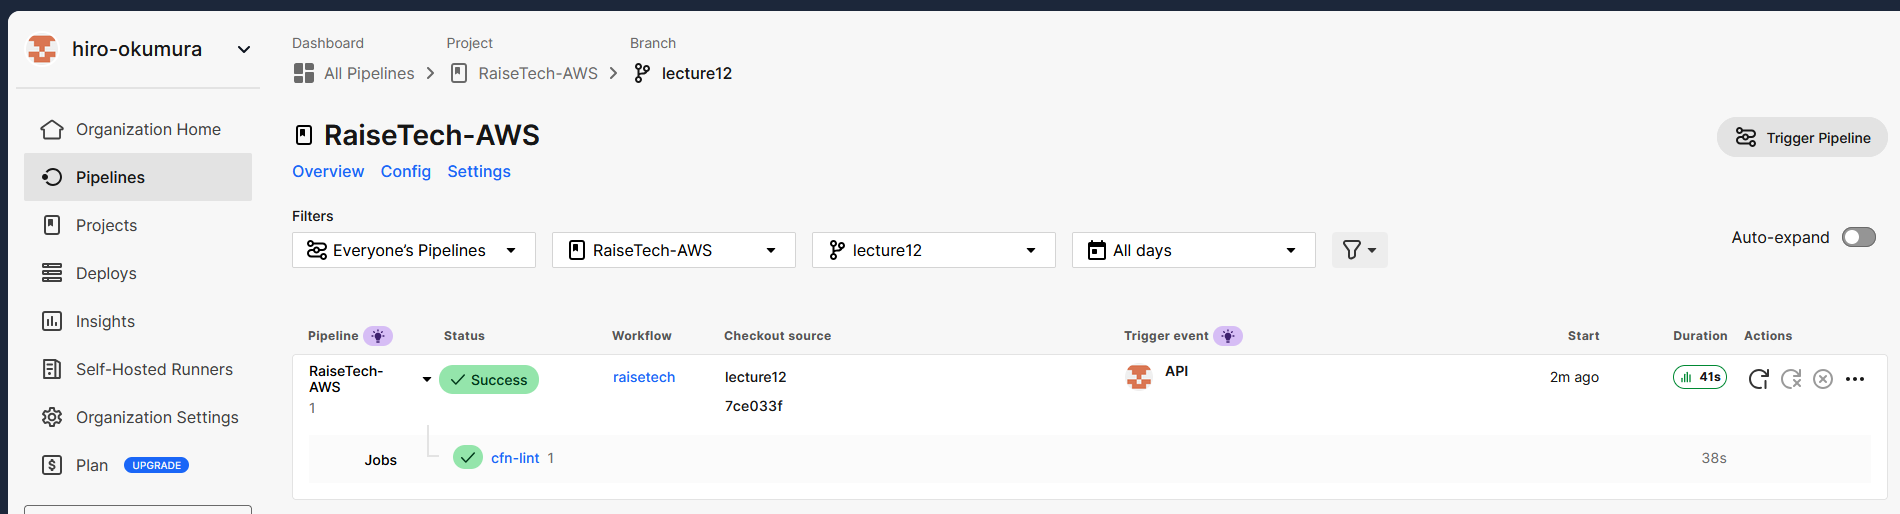 hiro-okumura
Organization Home
Pipelines
Projects
Deploys
Insights
Self-Hosted Runners
Organization Settings
Plan UPGRADE
Dashboard Project Branch
All Pipelines RaiseTech-AWS lecture12
RaiseTech-AWS
Trigger Pipeline
Overview Config Settings
Filters
Everyone’s Pipelines RaiseTech-AWS lecture12 All days
Auto-expand
Pipeline Status Workflow Checkout source Trigger event Start Duration Actions
RaiseTech-
AWS
1
Success
raisetech
lecture12
7ce033f
API
2m ago
41s
Jobs
cfn-lint 1
38s